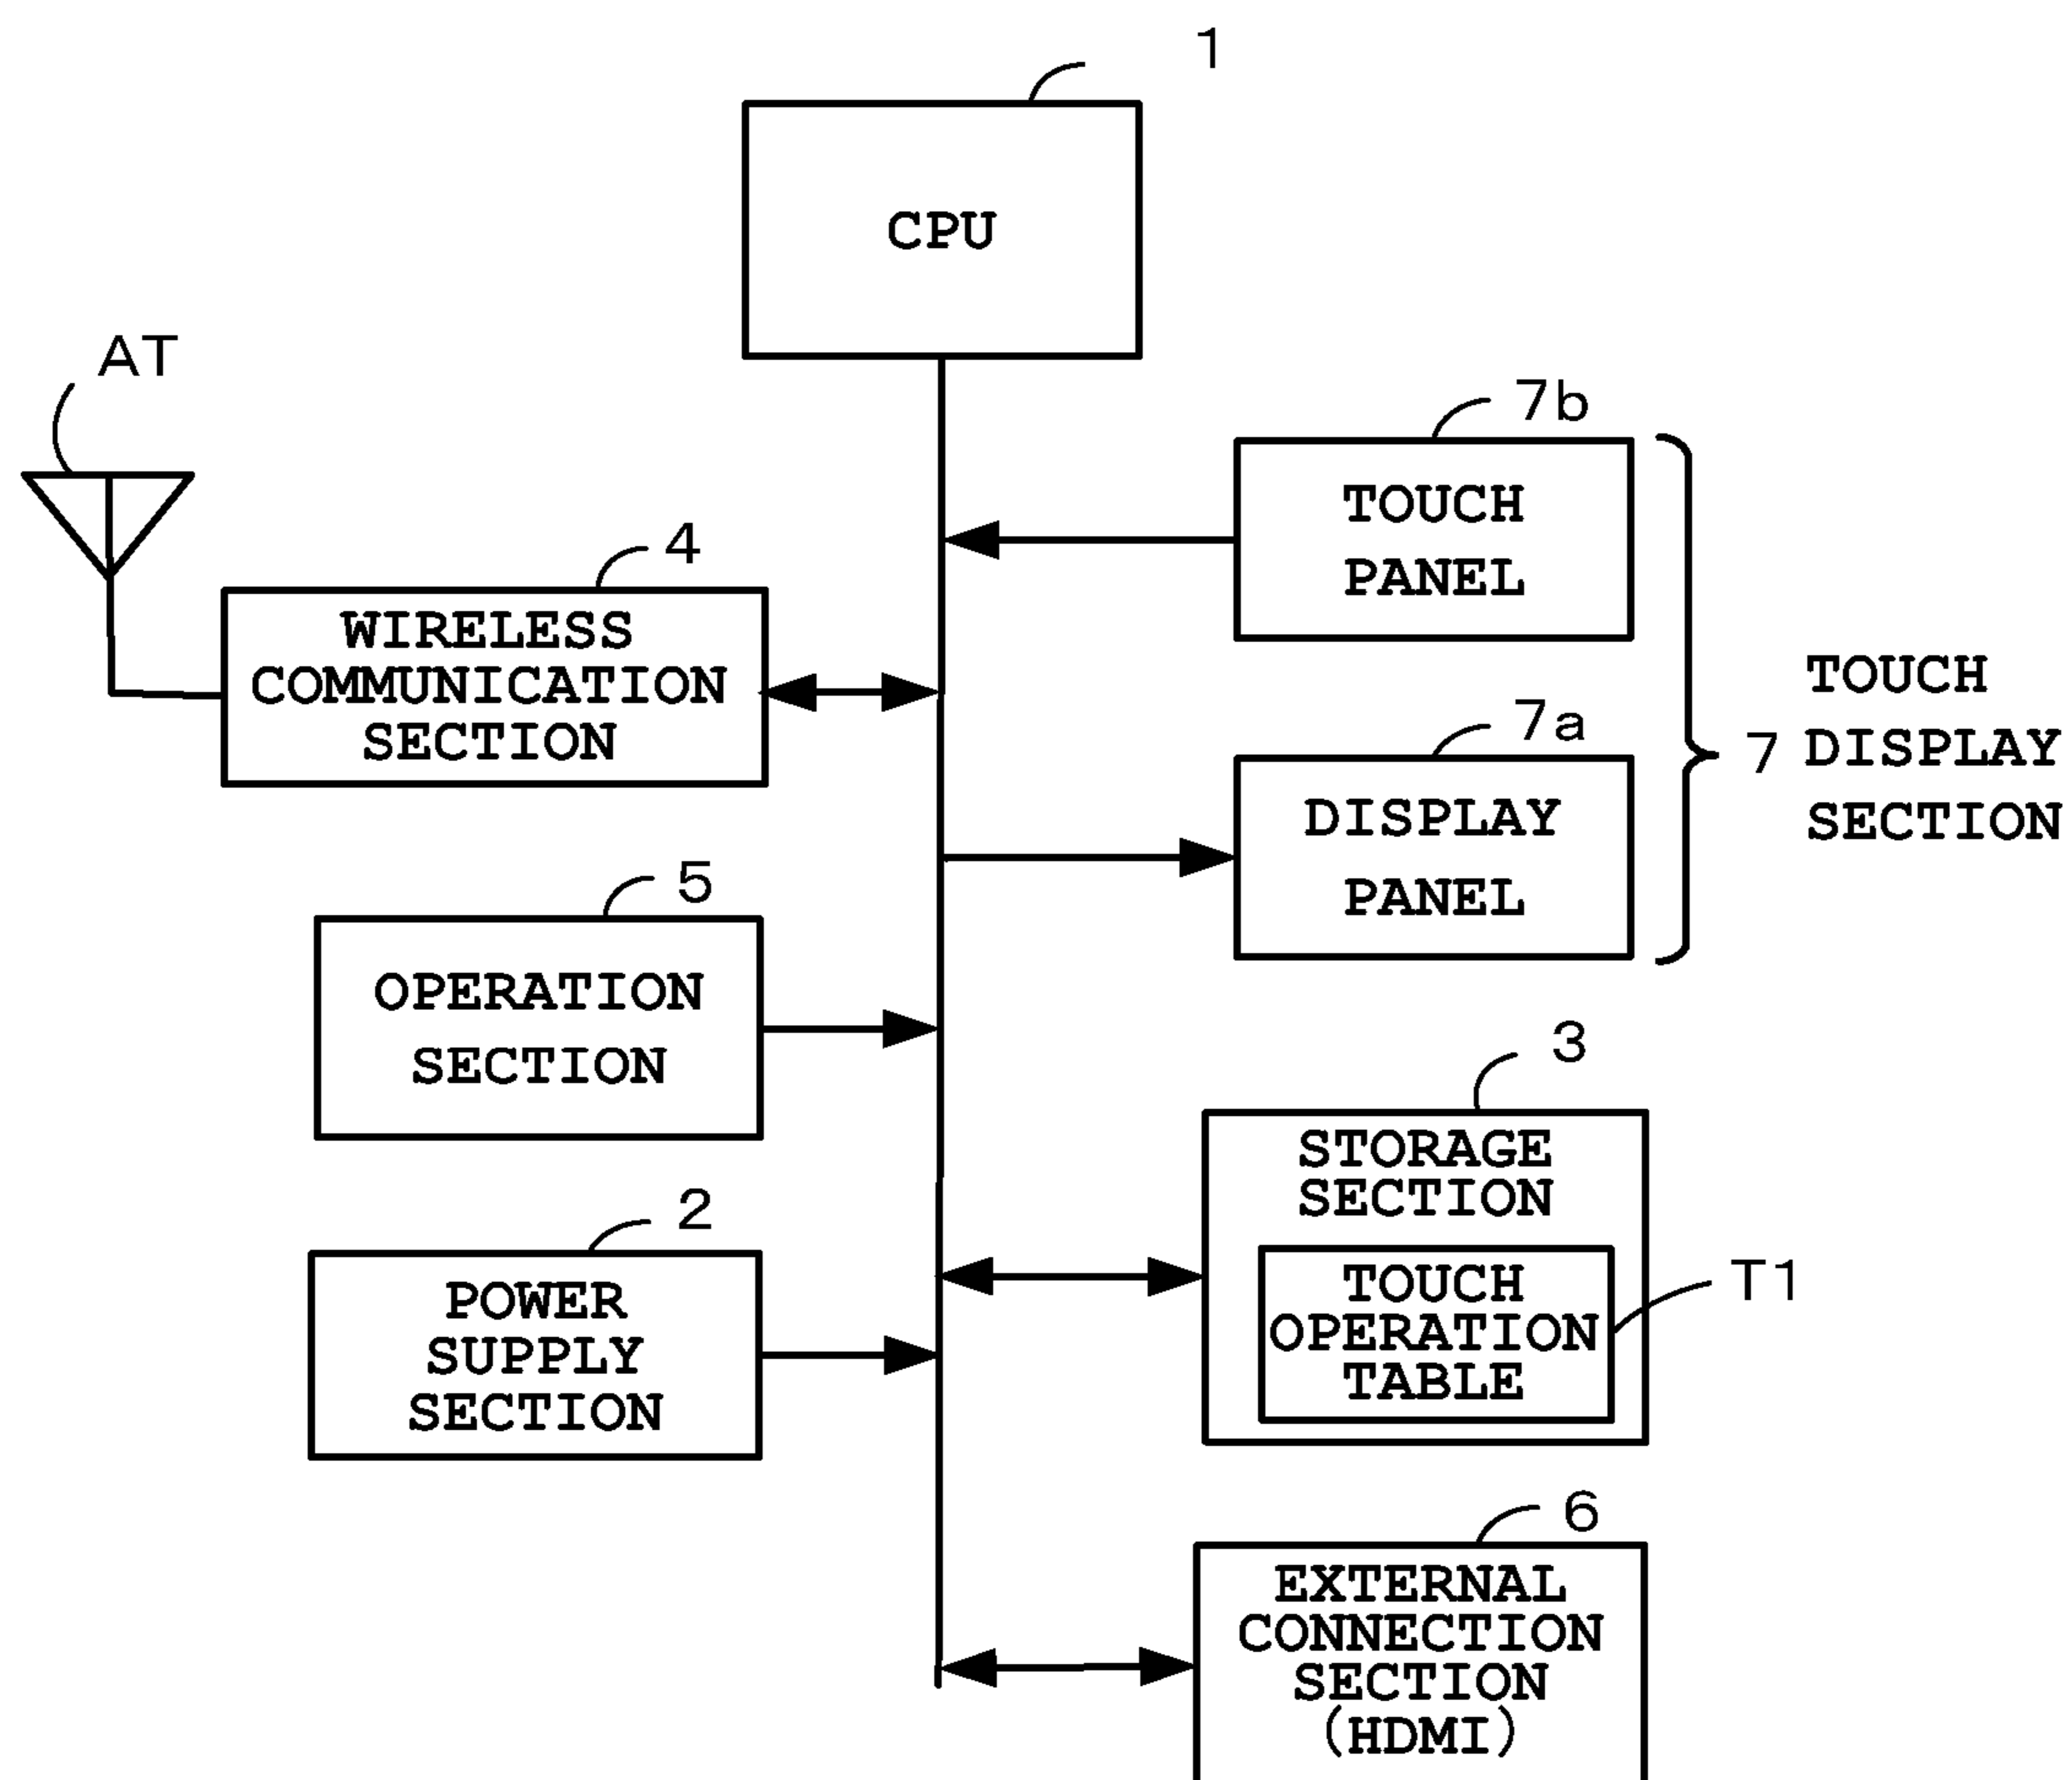 1
CPU
AT
7b
TOUCH
PANEL
4
WIRELESS
COMMUNICATION
SECTION
7a
DISPLAY
PANEL
7
TOUCH
DISPLAY
SECTION
5
OPERATION
SECTION
3
STORAGE
SECTION
TOUCH
OPERATION
TABLE
T1
2
POWER
SUPPLY
SECTION
6
EXTERNAL
CONNECTION
SECTION
(HDMI)